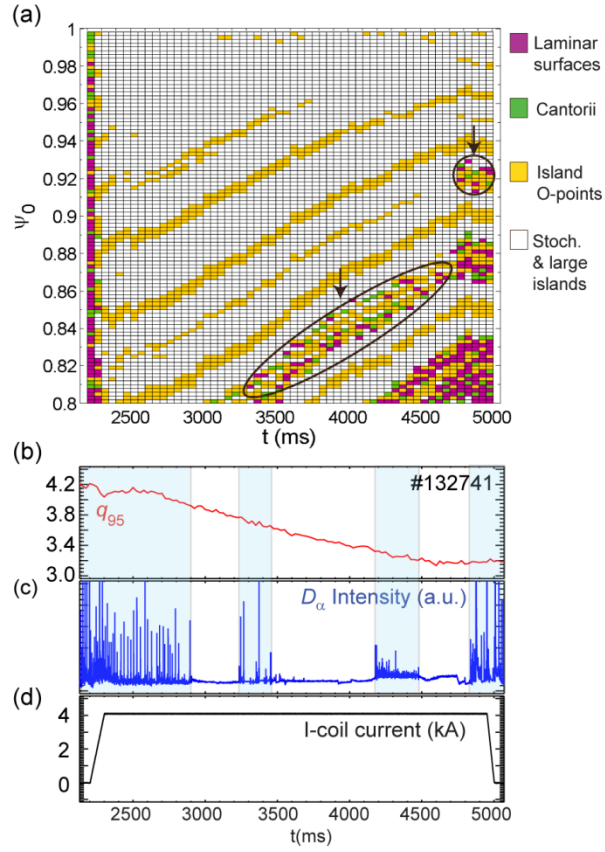 (a)
1
0.98
0.96
0.94
0.92
0.9
0.88
0.86
0.84
0.82
0.8
Ψ0
2500 3000 3500 4000 4500 5000
t (ms)
Laminar
surfaces
Cantorii
Island
O-points
Stoch.
& large
islands
(b)
#132741
4.2
3.8
3.4
3.0
q95
(c)
Dα Intensity (a.u.)
(d)
4
2
0
I-coil current (kA)
2500 3000 3500 4000 4500 5000
t(ms)